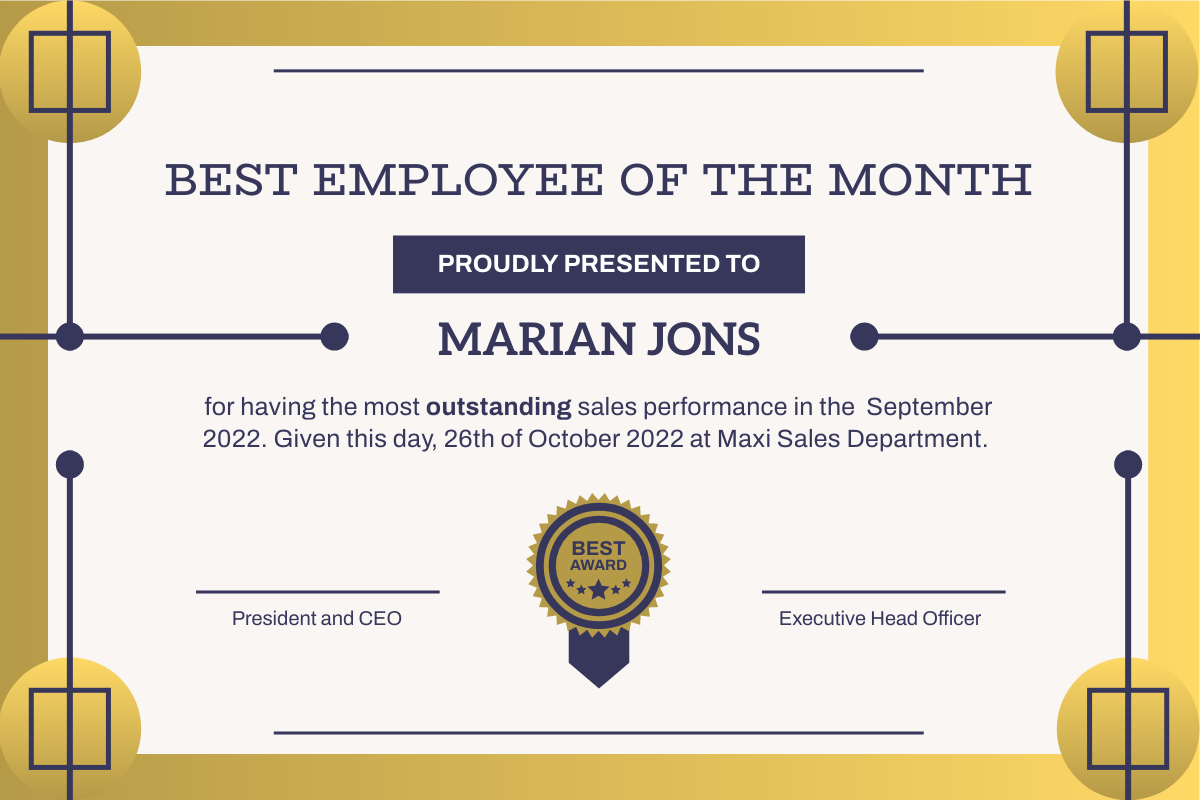 BEST EMPLOYEE OF THE MONTH
PROUDLY PRESENTED TO
MARIAN JONS
for having the most outstanding sales performance in the September
2022. Given this day, 26th of October 2022 at Maxi Sales Department.
BEST
AWARD
President and CEO
Executive Head Officer